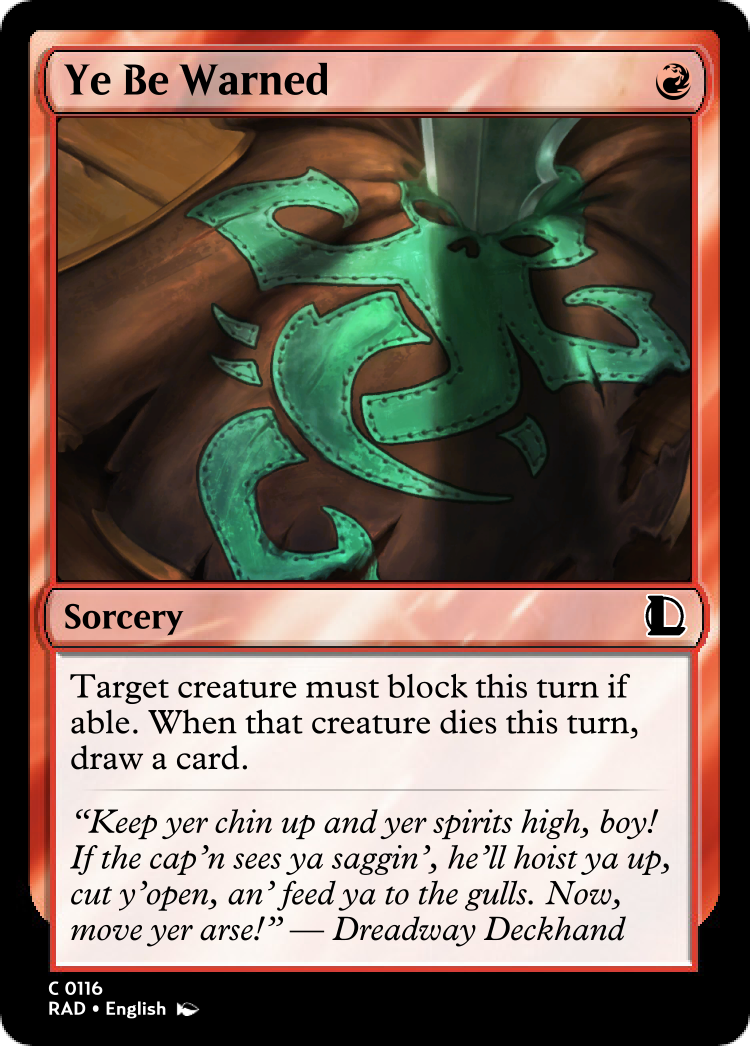 Ye Be Warned
Sorcery
Target creature must block this turn if
able. When that creature dies this turn,
draw a card.
“Keep yer chin up and yer spirits high, boy!
If the cap’n sees ya saggin’, he’ll hoist ya up,
cut y’open, an’ feed ya to the gulls. Now,
move yer arse!” — Dreadway Deckhand
C 0116
RAD • English